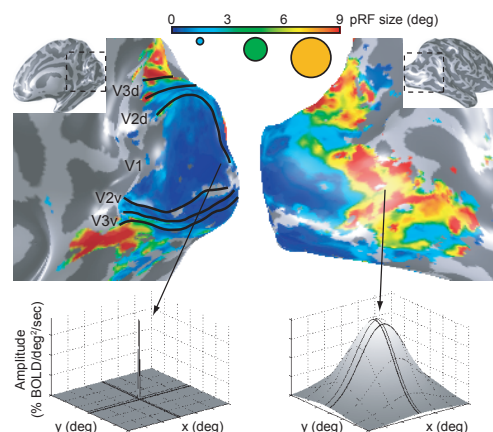 0 3 6 9 pRF size (deg)
V3d
V2d
V1
V2v
V3v
Amplitude
(% BOLD/deg²/sec)
y (deg) x (deg)
y (deg) x (deg)